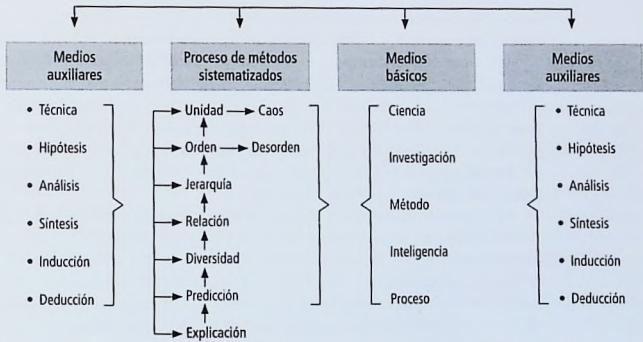 Medios
auxiliares
• Técnica
• Hipótesis
• Análisis
• Síntesis
• Inducción
• Deducción
Proceso de métodos
sistematizados
Unidad Caos
Orden Desorden
Jerarquía
Relación
Diversidad
Predicción
Explicación
Medios
básicos
Ciencia
Investigación
Método
Inteligencia
Proceso
Medios
auxiliares
• Técnica
• Hipótesis
• Análisis
• Síntesis
• Inducción
• Deducción